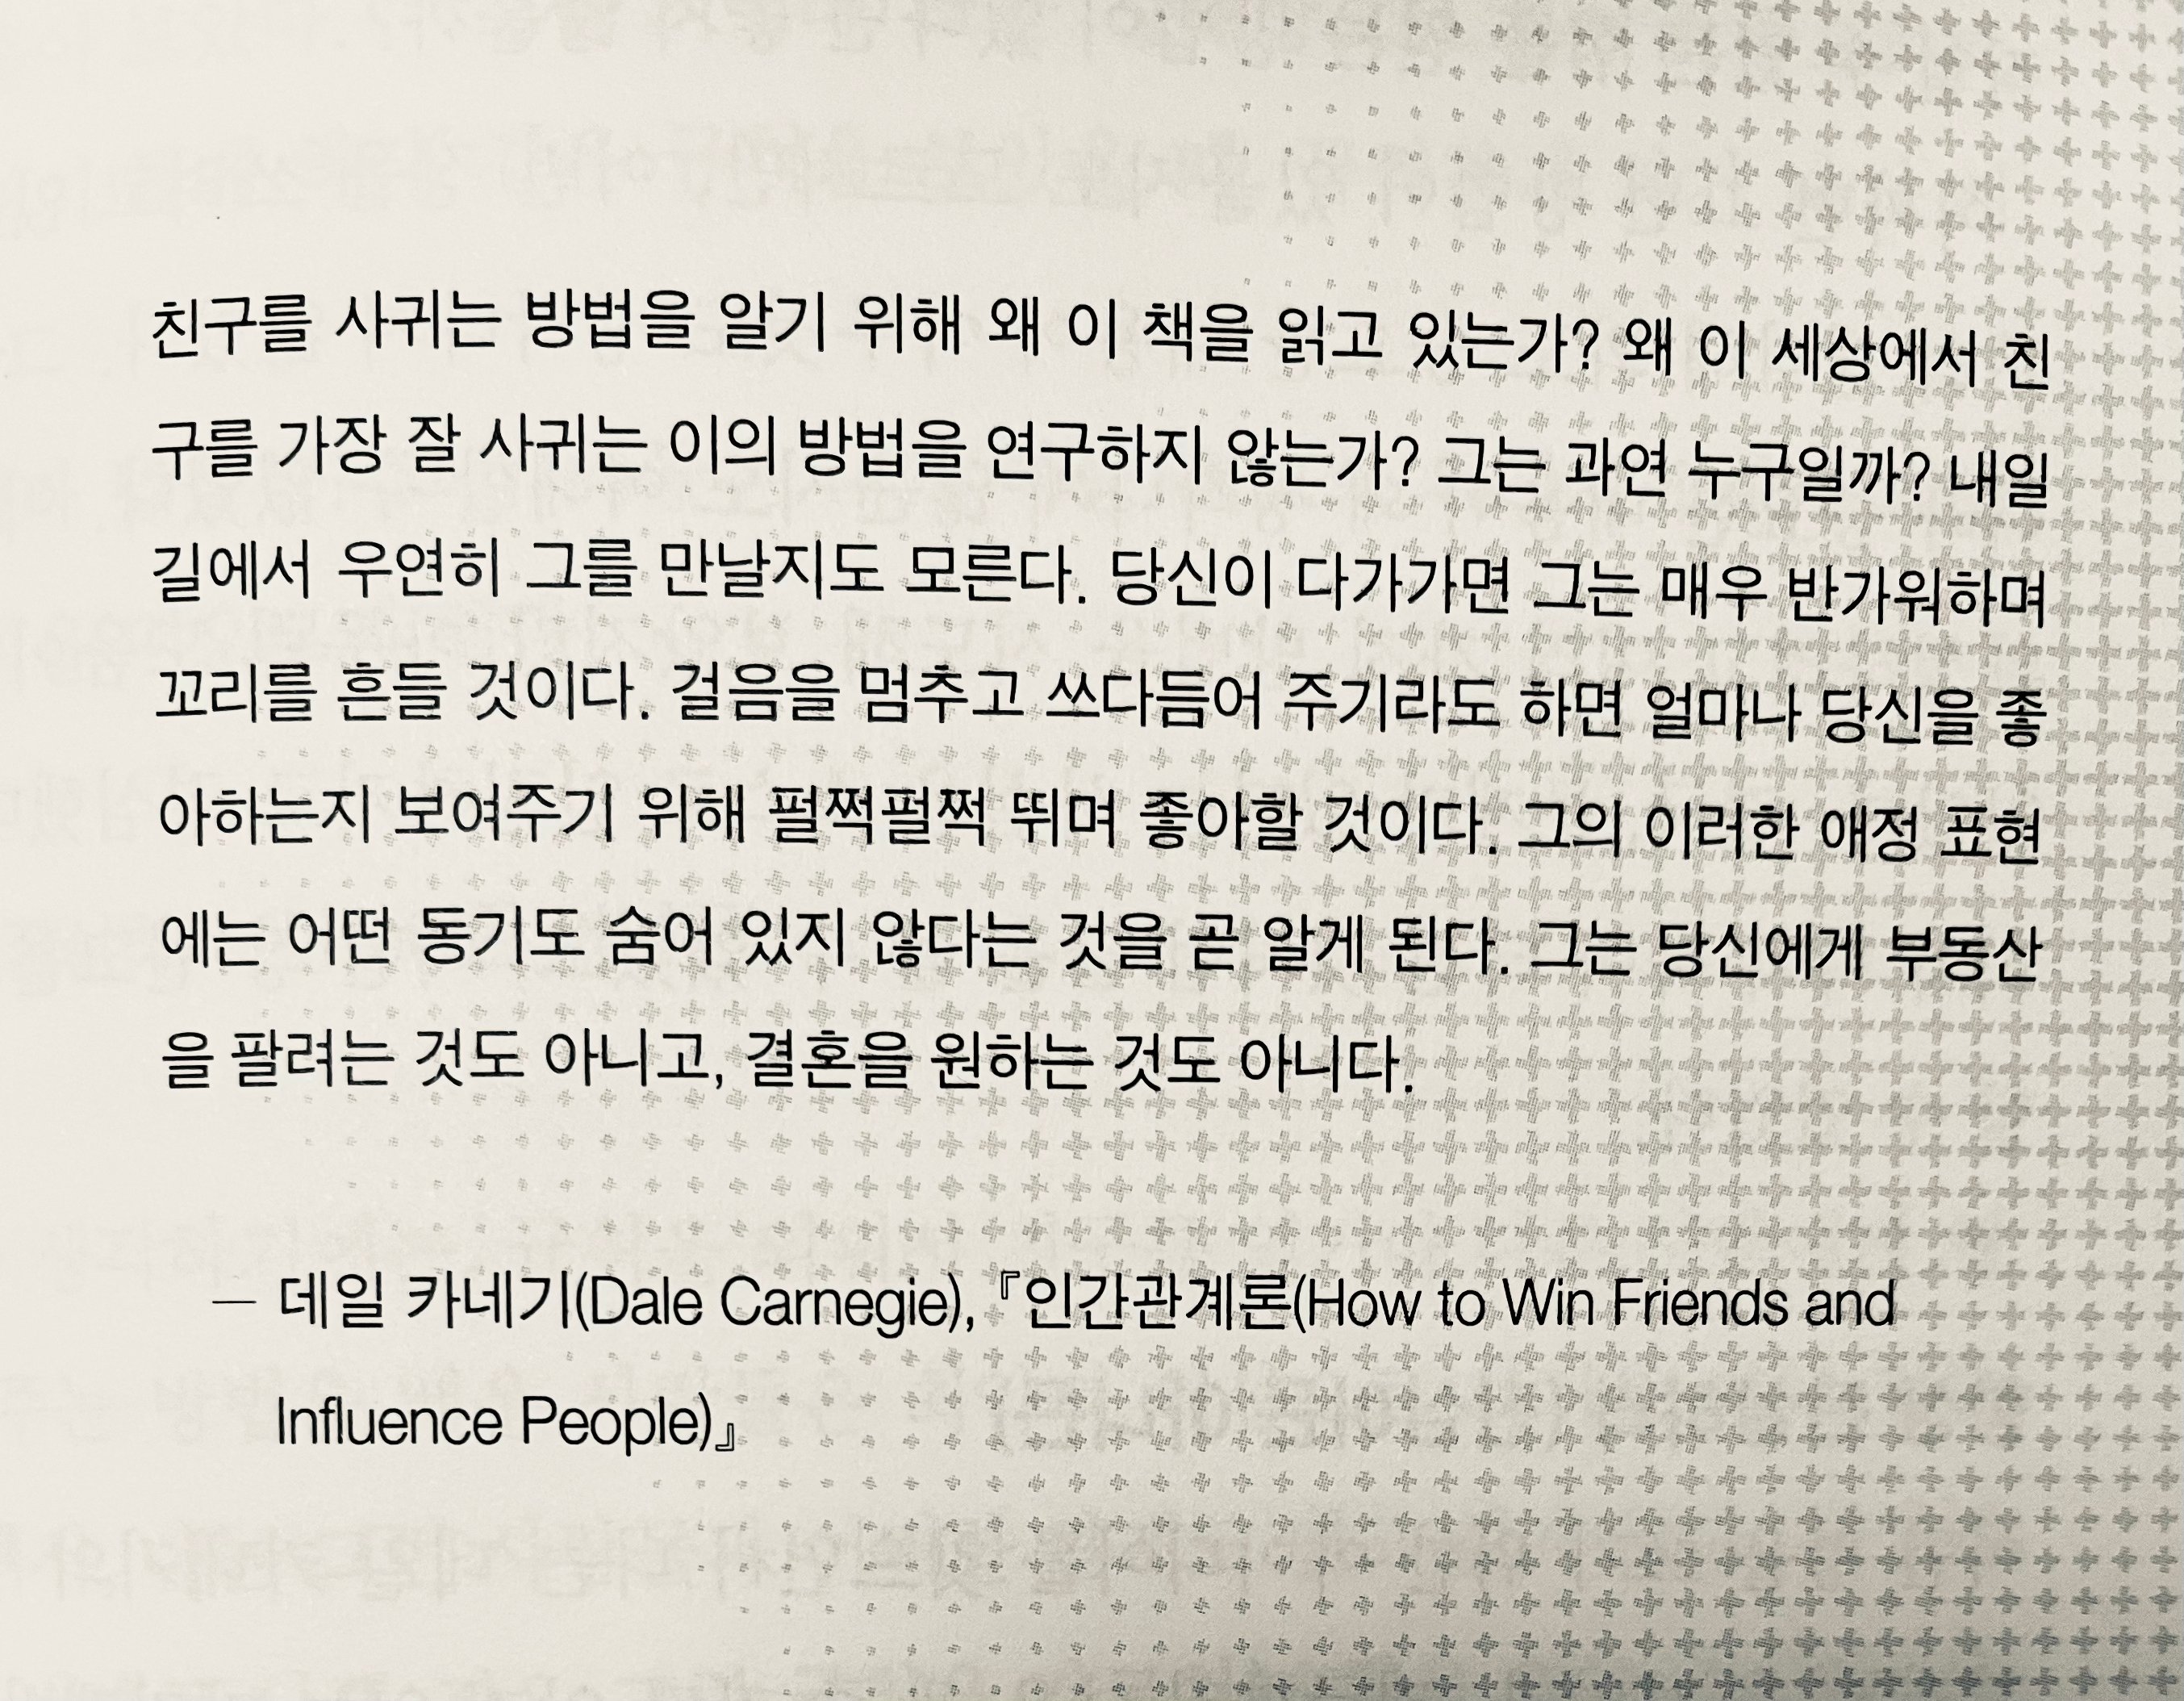 친구를 사귀는 방법을 알기 위해 왜 이 책을 읽고 있는가? 왜 이 세상에서 친
구를 가장 잘 사귀는 이의 방법을 연구하지 않는가? 그는 과연 누구일까? 내일
길에서 우연히 그를 만날지도 모른다. 당신이 다가가면 그는 매우 반가워하며
꼬리를 흔들 것이다. 걸음을 멈추고 쓰다듬어 주기라도 하면 얼마나 당신을 좋
아하는지 보여주기 위해 펄쩍펄쩍 뛰며 좋아할 것이다. 그의 이러한 애정 표현
에는 어떤 동기도 숨어 있지 않다는 것을 곧 알게 된다. 그는 당신에게 부동산
을 팔려는 것도 아니고, 결혼을 원하는 것도 아니다.
— 데일 카네기(Dale Carnegie), 『인간관계론(How to Win Friends and
Influence People)』